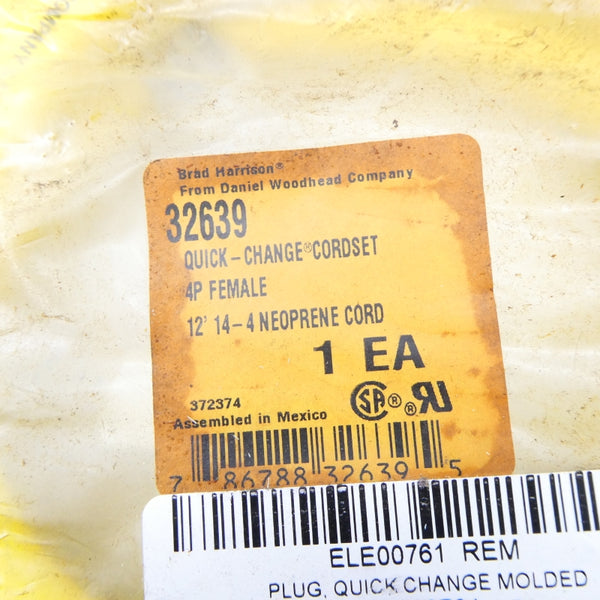 COMPANY
Brad Harrison®
From Daniel Woodhead Company
32639
QUICK-CHANGE® CORDSET
4P FEMALE
12' 14-4 NEOPRENE CORD
1 EA
372374
Assembled in Mexico
7 86788 32639 5
ELE00761 REM
PLUG, QUICK CHANGE MOLDED